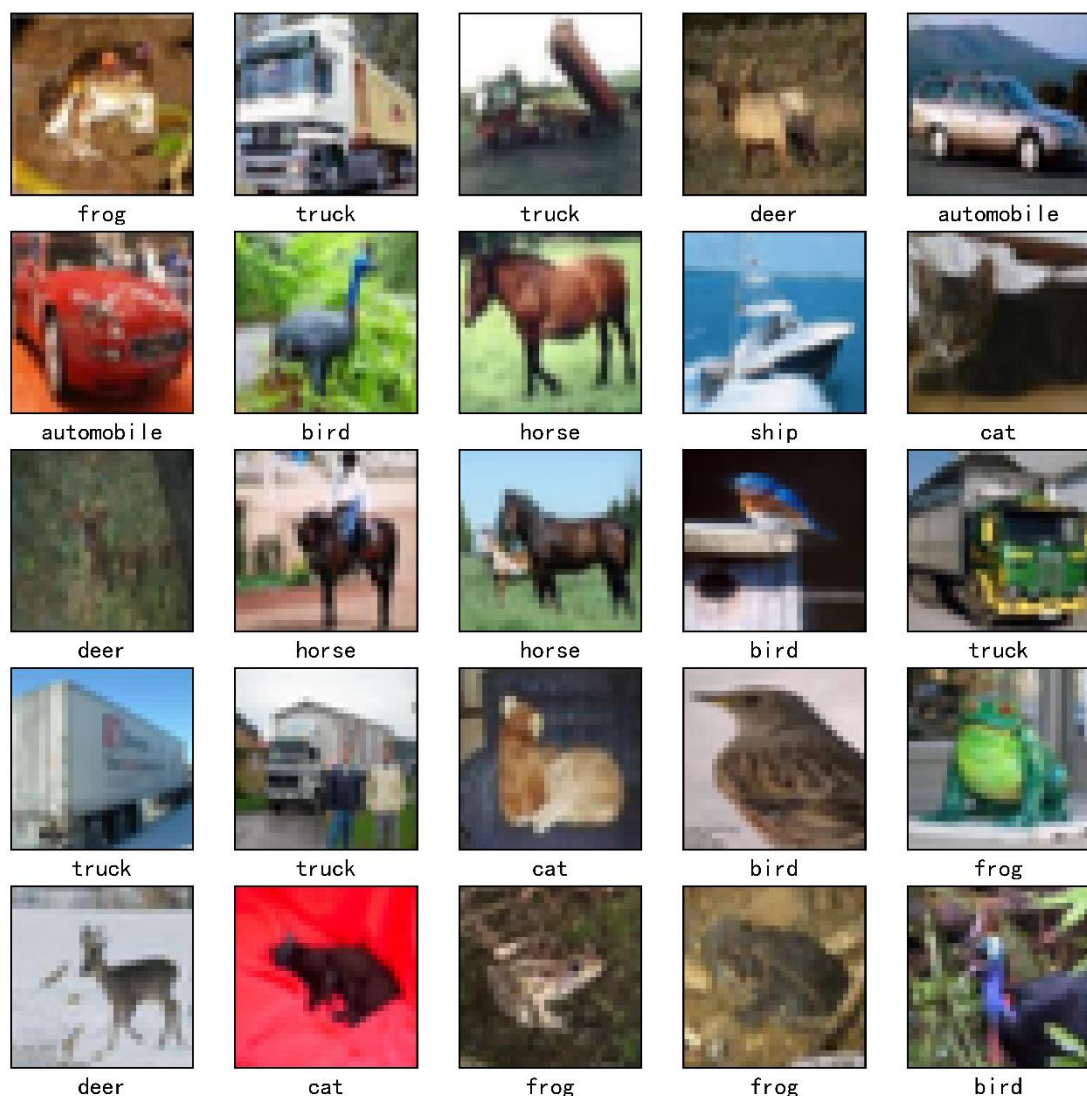 frog truck truck deer automobile
automobile bird horse ship cat
deer horse horse bird truck
truck truck cat bird frog
deer cat frog frog bird